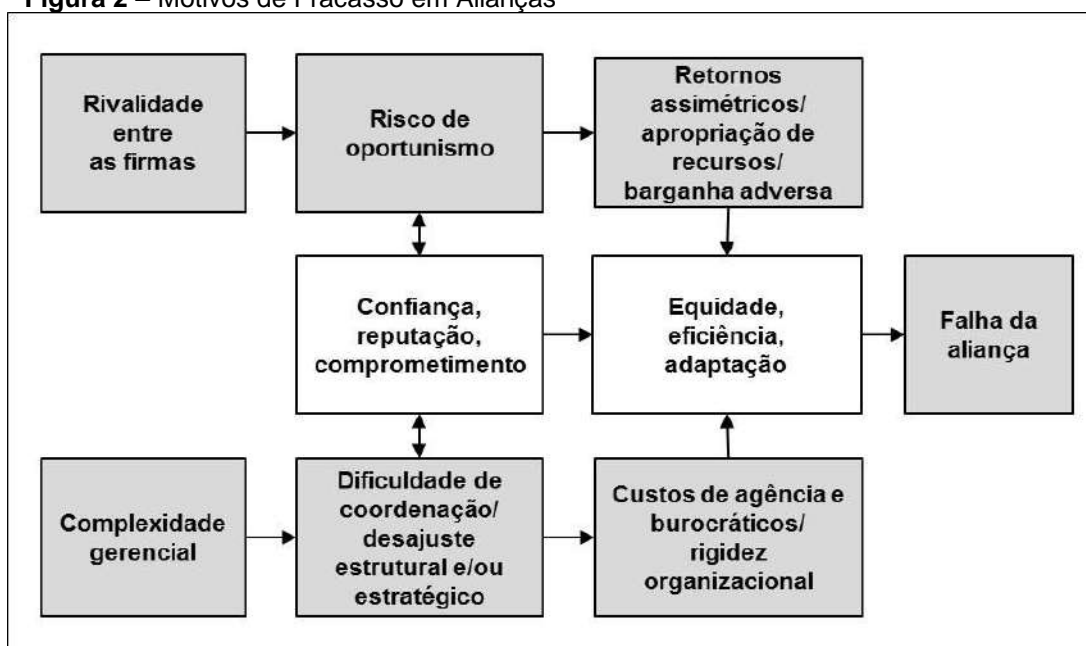 Figura 2 – Motivos de Fracasso em Alianças
Rivalidade
entre
as firmas
Risco de
oportunismo
Retornos
assimétricos/
apropriação de
recursos/
barganha adversa
Confiança,
reputação,
comprometimento
Equidade,
eficiência,
adaptação
Falha da
aliança
Complexidade
gerencial
Dificuldade de
coordenação/
desajuste
estrutural e/ou
estratégico
Custos de agência e
burocráticos/
rigidez
organizacional